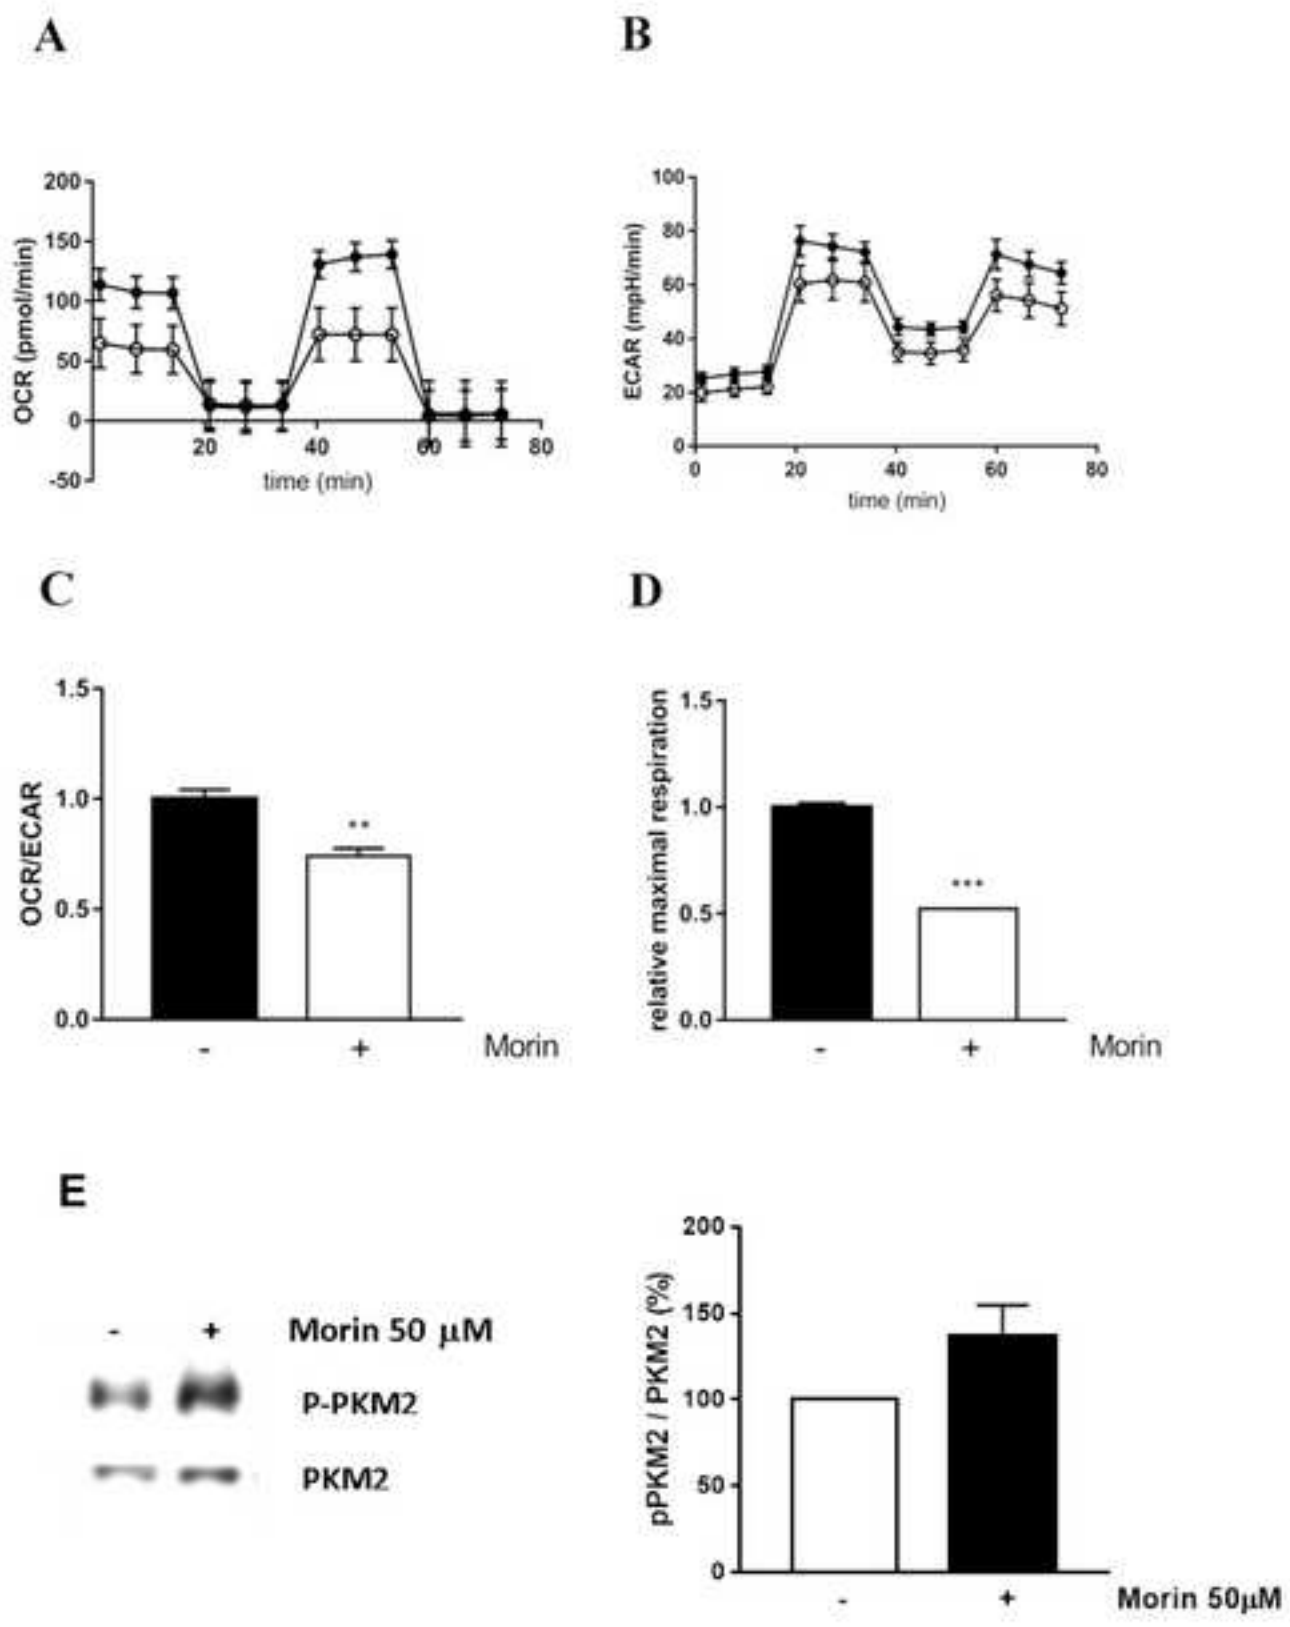 A
B
200
150
100
50
0
-50
OCR (pmol/min)
20
40
60
80
time (min)
100
80
60
40
20
0
ECAR (mpH/min)
0
20
40
60
80
time (min)
C
D
1.5
1.0
0.5
0.0
OCR/ECAR
**
-
+
Morin
1.5
1.0
0.5
0.0
relative maximal respiration
***
-
+
Morin
E
- + Morin 50 μM
P-PKM2
PKM2
200
150
100
50
0
pPKM2 / PKM2 (%)
- + Morin 50μM